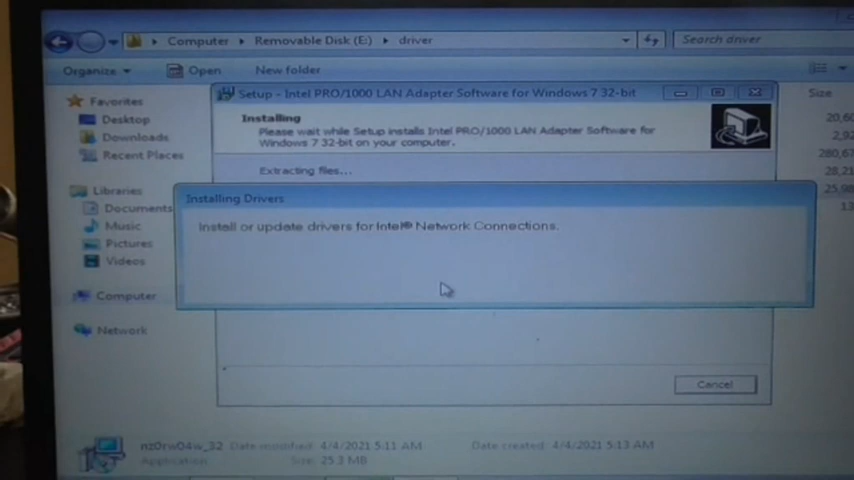 Computer Removable Disk (E:) driver
Search driver
Organize Open New folder
Favorites
Desktop
Downloads
Recent Places
Libraries
Documents
Music
Pictures
Videos
Computer
Network
Setup - Intel PRO/1000 LAN Adapter Software for Windows 7 32-bit
Installing
Please wait while Setup installs Intel PRO/1000 LAN Adapter Software for
Windows 7 32-bit on your computer.
Extracting files...
Installing Drivers
Install or update drivers for Intel® Network Connections.
Cancel
Size
20,60
2,92
280,67
28,21
25,98
13
nz0rw04w_32 Date modified: 4/4/2021 5:11 AM Date created: 4/4/2021 5:13 AM
Application Size: 25.3 MB